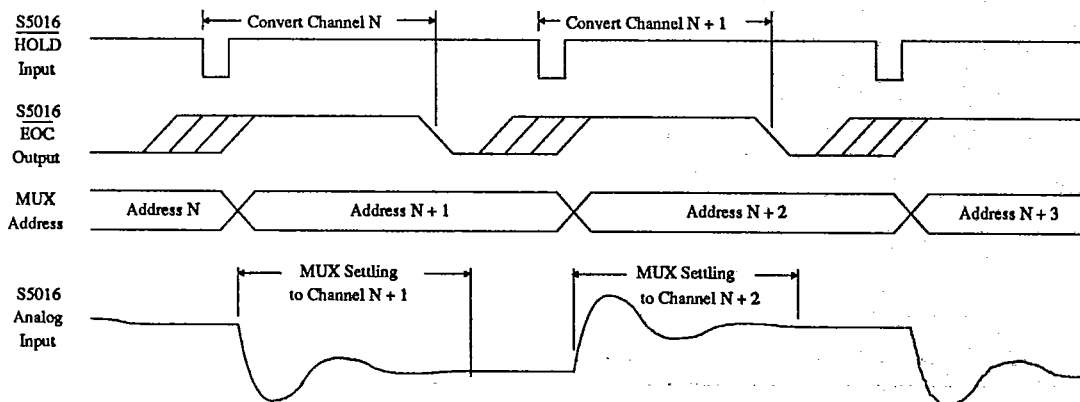 S5016
HOLD
Input
Convert Channel N
Convert Channel N + 1
S5016
EOC
Output
MUX
Address
Address N
Address N + 1
Address N + 2
Address N + 3
S5016
Analog
Input
MUX Settling
to Channel N + 1
MUX Settling
to Channel N + 2